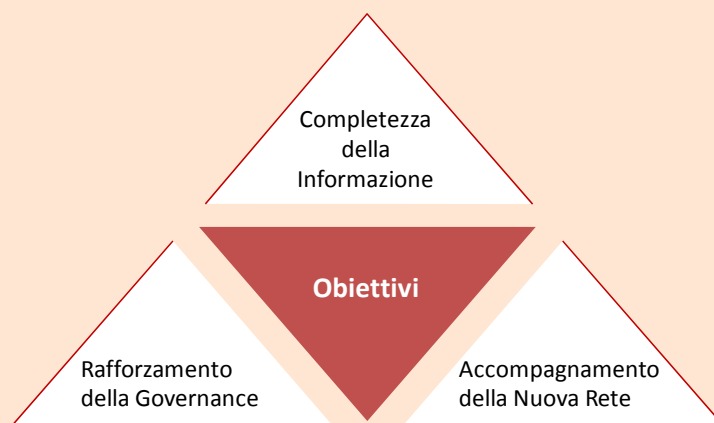 Completezza
della
Informazione
Obiettivi
Rafforzamento
della Governance
Accompagnamento
della Nuova Rete